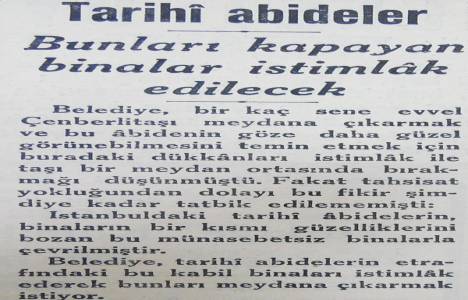 Tarihî abideler
Bunları kapayan
binalar istimlâk
edilecek
Belediye, bir kaç sene evvel
Çenberlitaşı meydana çıkarmak
ve bu âbidenin göze daha güzel
görünebilmesini temin etmek için
buradaki dükkânları istimlâk ile
taşı bir meydan ortasında bırak-
mağı düşünmüştü. Fakat tahsisat
yokluğundan dolayı bu fikir şim-
diye kadar tatbik edilememişti:
Istanbuldaki tarihî âbidelerin,
binaların bir kısmı güzelliklerini
bozan bu münasebetsiz binalarla
çevrilmiştir.
Belediye, tarihî abidelerin etra-
fındaki bu kabil binaları istimlâk
ederek bunları meydana çıkarmak
istiyor.